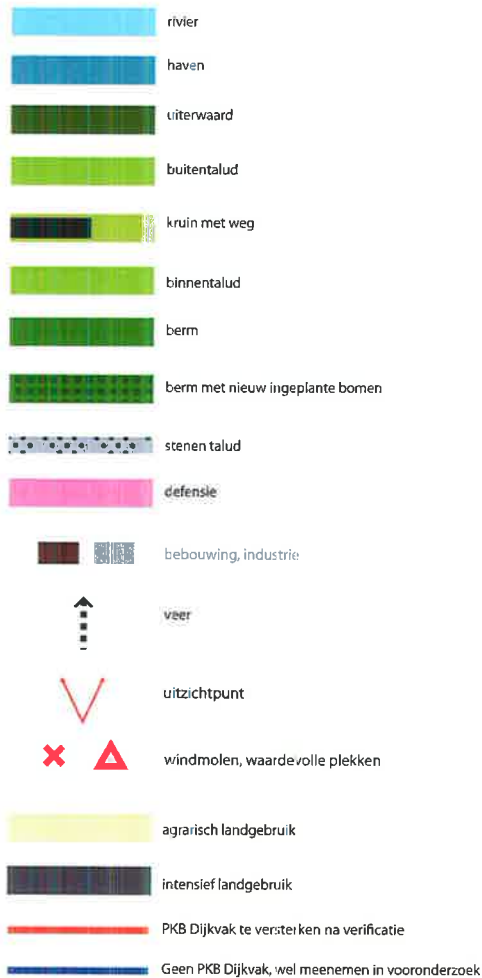 rivier
haven
uiterwaard
buitentalud
kruin met weg
binnentalud
berm
berm met nieuw ingeplante bomen
stenen talud
defensie
bebouwing, industrie
veer
uitzichtpunt
windmolen, waardevolle plekken
agrarisch landgebruik
intensief landgebruik
PKB Dijkvak te versterken na verificatie
Geen PKB Dijkvak, wel meenemen in vooronderzoek